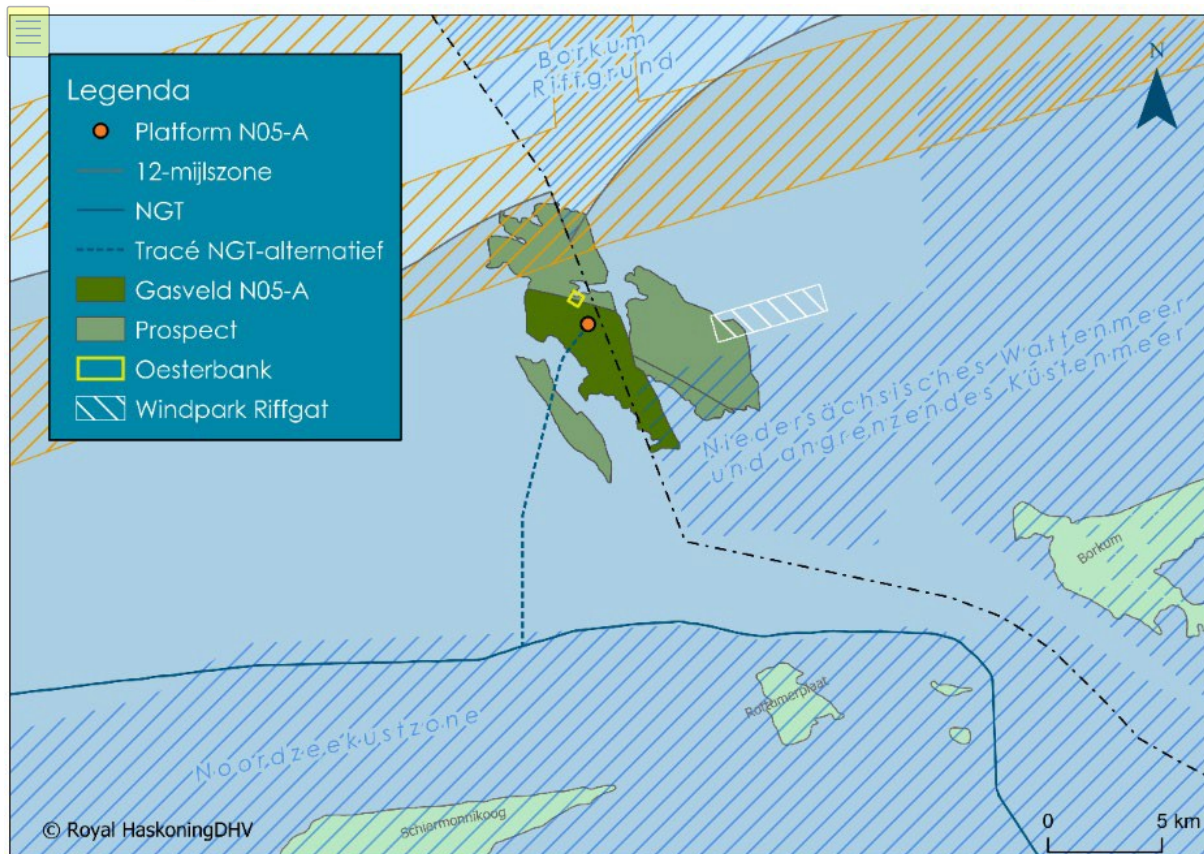 Borkum
Riffgrund
N
Legenda
Platform N05-A
12-mijlszone
NGT
Tracé NGT-alternatief
Gasveld N05-A
Prospect
Oesterbank
Windpark Riffgat
Niedersächsisches Wattenmeer
und angrenzendes Küstenmeer
Borkum
Rottumerplaat
Noordzeekustzone
Schiermonnikoog
© Royal HaskoningDHV
0 5 km